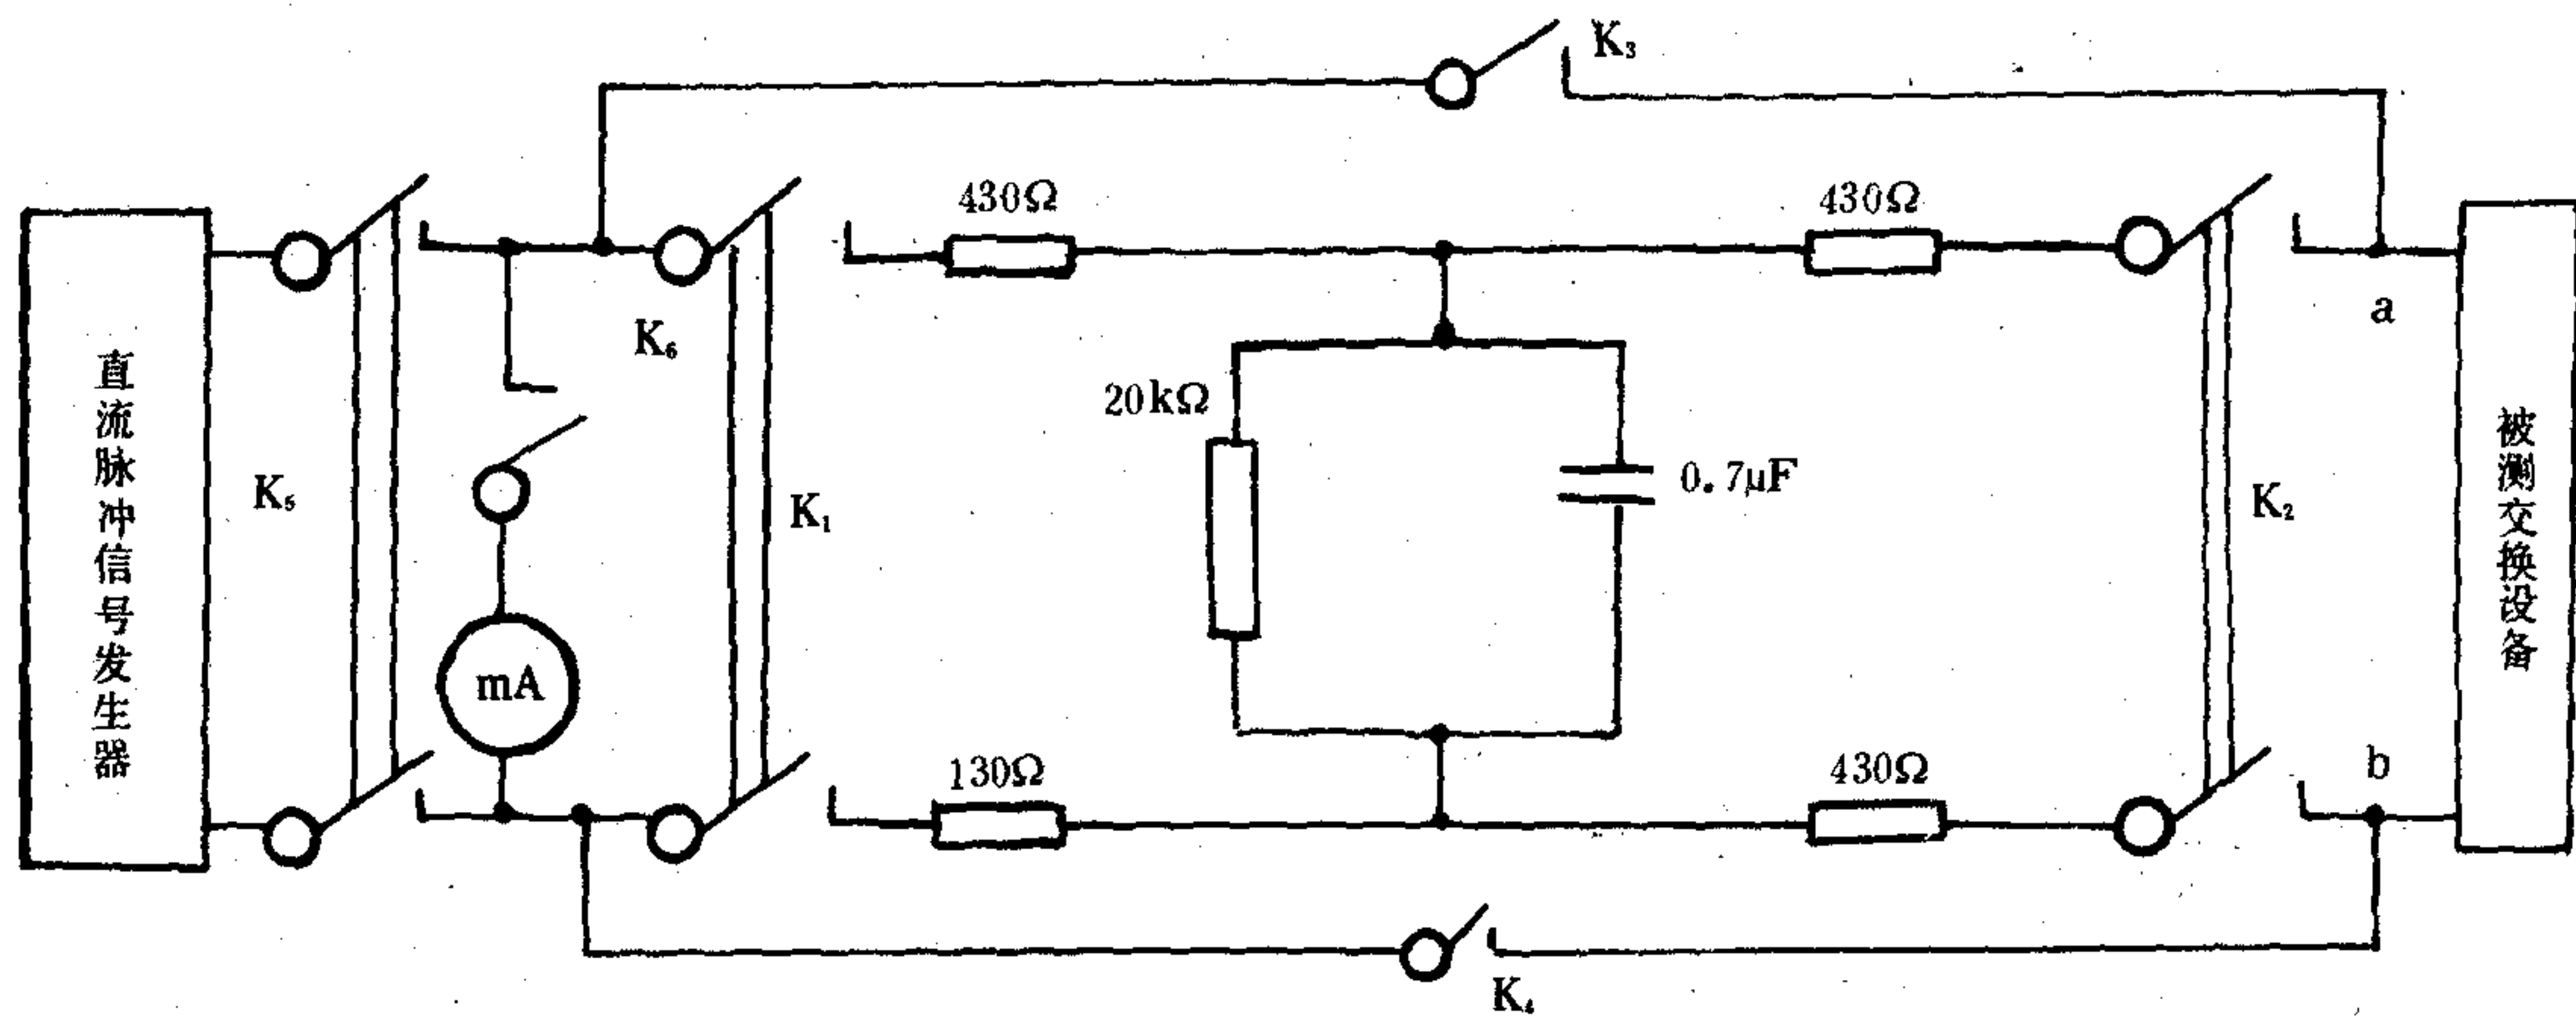 K₃
430Ω
430Ω
K₆
a
直流脉冲信号发生器
20kΩ
被测交换设备
K₅
K₁
0.7μF
K₂
mA
130Ω
430Ω
b
K₄